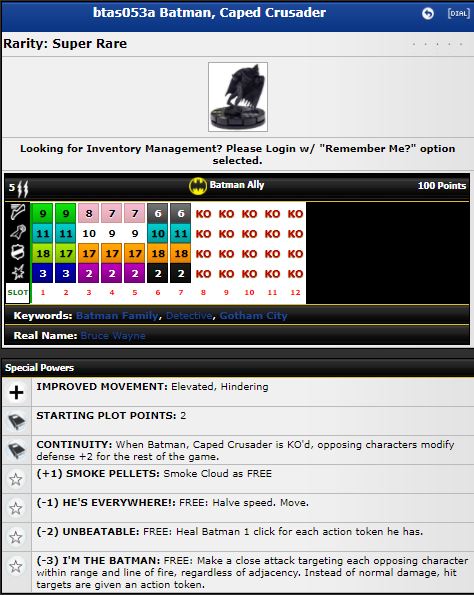 btas053a Batman, Caped Crusader [DIAL]
Rarity: Super Rare
Looking for Inventory Management? Please Login w/ "Remember Me?" option
selected.
5 Batman Ally 100 Points
9 9 8 7 7 6 6 KO KO KO KO KO
11 11 10 9 9 10 11 KO KO KO KO KO
18 17 17 17 17 18 17 KO KO KO KO KO
3 3 2 2 2 2 2 KO KO KO KO KO
SLOT 1 2 3 4 5 6 7 8 9 10 11 12
Keywords: Batman Family, Detective, Gotham City
Real Name: Bruce Wayne
Special Powers
IMPROVED MOVEMENT: Elevated, Hindering
STARTING PLOT POINTS: 2
CONTINUITY: When Batman, Caped Crusader is KO'd, opposing characters modify
defense +2 for the rest of the game.
(+1) SMOKE PELLETS: Smoke Cloud as FREE
(-1) HE'S EVERYWHERE!: FREE: Halve speed. Move.
(-2) UNBEATABLE: FREE: Heal Batman 1 click for each action token he has.
(-3) I'M THE BATMAN: FREE: Make a close attack targeting each opposing character
within range and line of fire, regardless of adjacency. Instead of normal damage, hit
targets are given an action token.